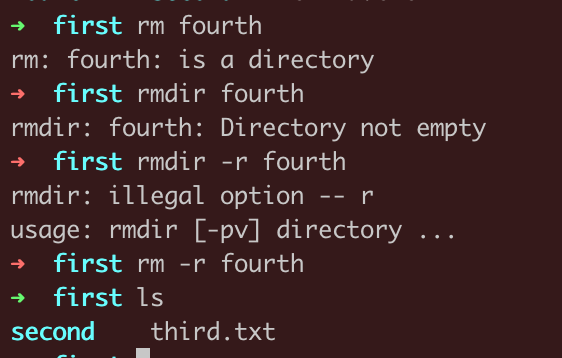 ➜  first rm fourth
rm: fourth: is a directory
➜  first rmdir fourth
rmdir: fourth: Directory not empty
➜  first rmdir -r fourth
rmdir: illegal option -- r
usage: rmdir [-pv] directory ...
➜  first rm -r fourth
➜  first ls
second    third.txt